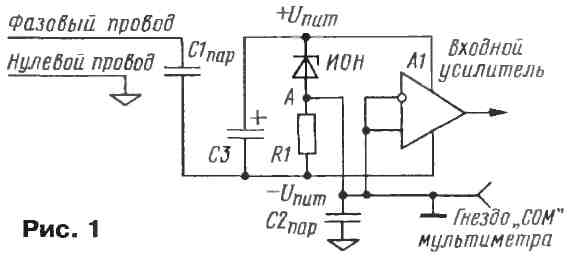 Фазовый провод
C1пар
Нулевой провод
+Uпит
ИОН
A
+
C3
R1
A1
Входной
усилитель
−Uпит
C2пар
Гнездо „COM"
мультиметра
Рис. 1